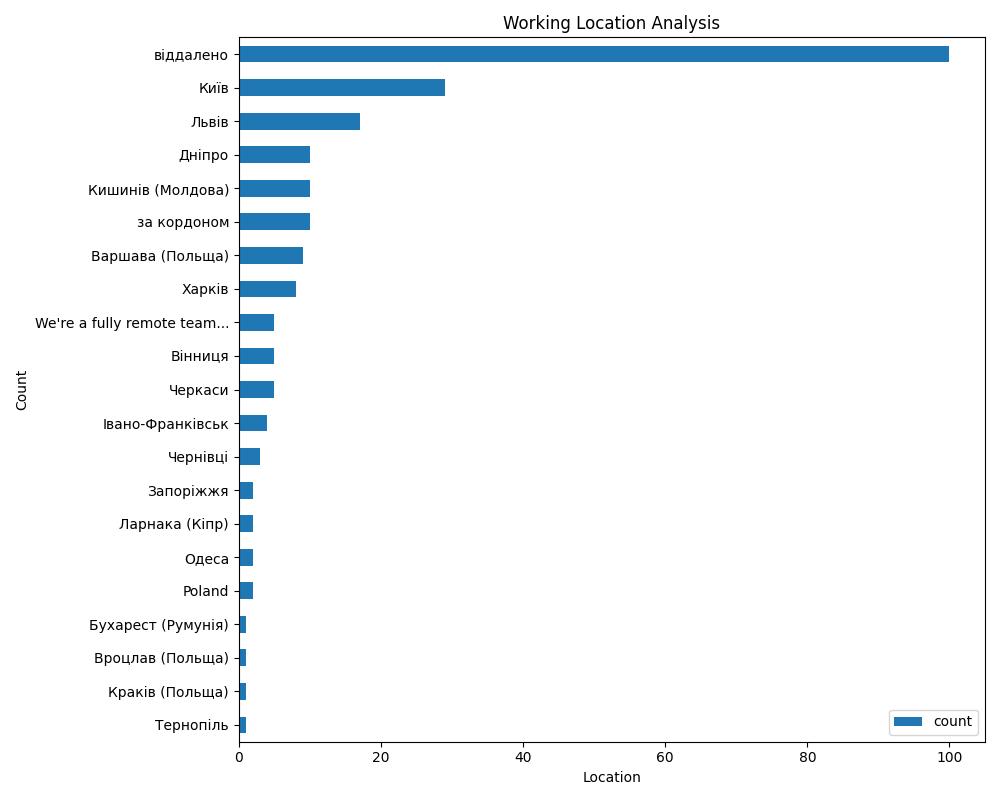 Working Location Analysis
віддалено
Київ
Львів
Дніпро
Кишинів (Молдова)
за кордоном
Варшава (Польща)
Харків
We're a fully remote team...
Вінниця
Черкаси
Івано-Франківськ
Чернівці
Запоріжжя
Ларнака (Кіпр)
Одеса
Poland
Бухарест (Румунія)
Вроцлав (Польща)
Краків (Польща)
Тернопіль
Count
count
0 20 40 60 80 100
Location